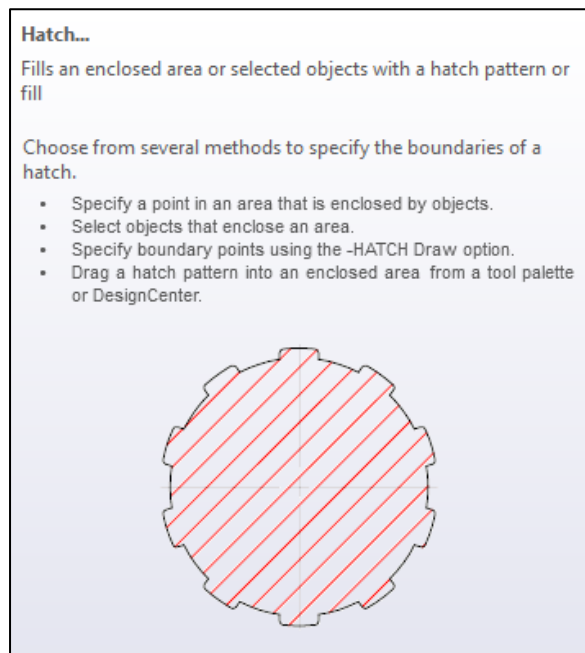 Hatch...
Fills an enclosed area or selected objects with a hatch pattern or
fill
Choose from several methods to specify the boundaries of a
hatch.
• Specify a point in an area that is enclosed by objects.
• Select objects that enclose an area.
• Specify boundary points using the -HATCH Draw option.
• Drag a hatch pattern into an enclosed area from a tool palette
or DesignCenter.